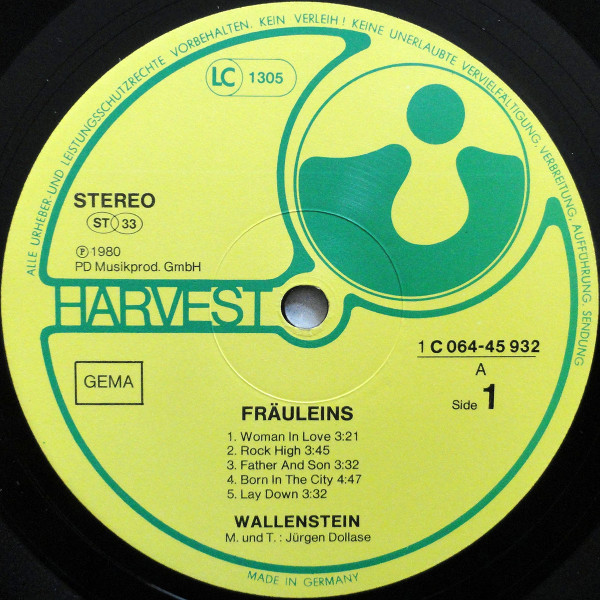 ALLE URHEBER- UND LEISTUNGSSCHUTZRECHTE VORBEHALTEN. KEIN VERLEIH! KEINE UNERLAUBTE VERVIELFÄLTIGUNG, VERBREITUNG, AUFFÜHRUNG, SENDUNG
LC 1305
STEREO
ST 33
Ⓟ 1980
PD Musikprod. GmbH
HARVEST
1 C 064-45 932
A
Side 1
GEMA
FRÄULEINS
1. Woman In Love 3:21
2. Rock High 3:45
3. Father And Son 3:32
4. Born In The City 4:47
5. Lay Down 3:32
WALLENSTEIN
M. und T.: Jürgen Dollase
MADE IN GERMANY